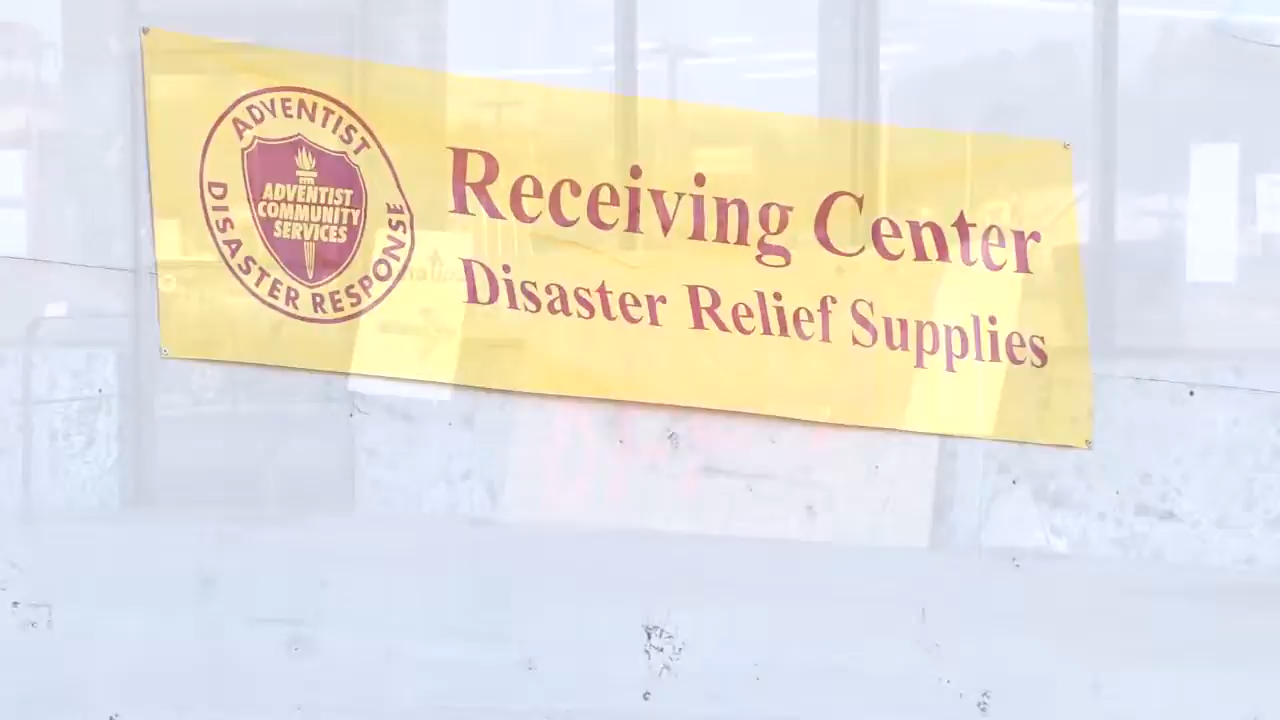 ADVENTIST
ADVENTIST
COMMUNITY
SERVICES
DISASTER RESPONSE
Receiving Center
Disaster Relief Supplies